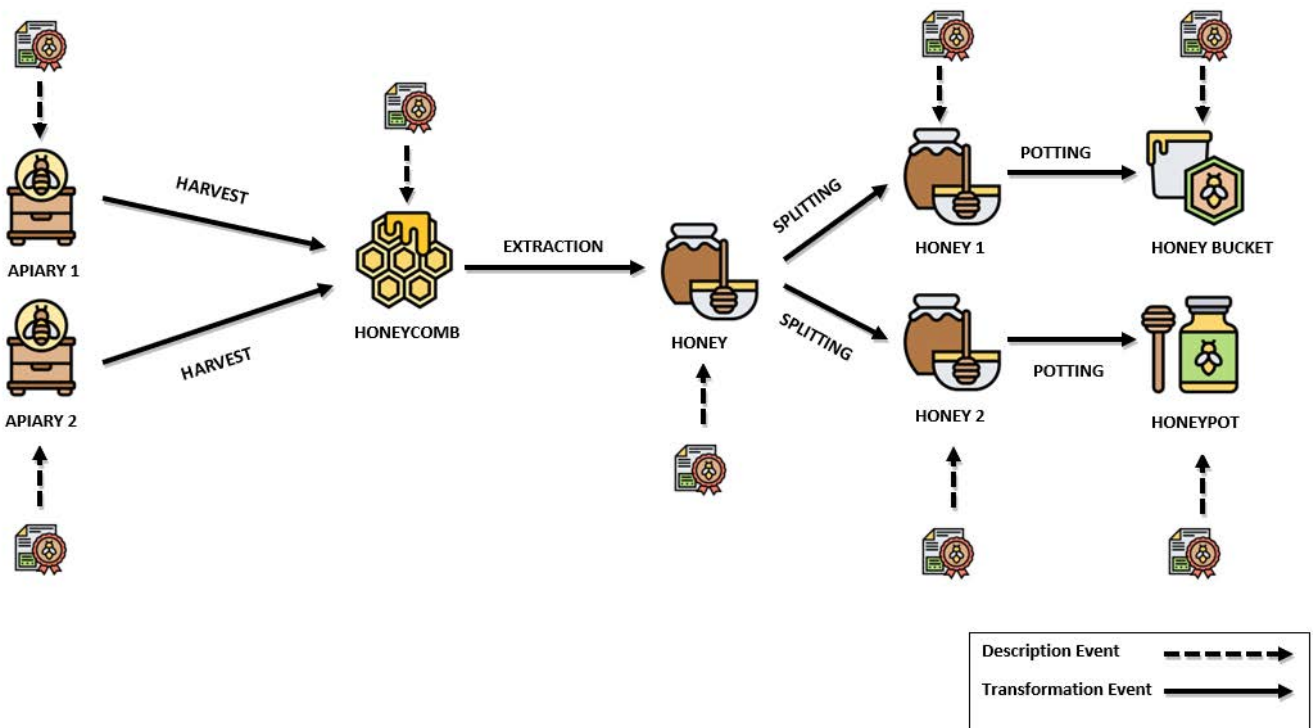 HARVEST
APIARY 1
HARVEST
APIARY 2
HONEYCOMB
EXTRACTION
HONEY
SPLITTING
SPLITTING
HONEY 1
POTTING
HONEY BUCKET
HONEY 2
POTTING
HONEYPOT
Description Event
Transformation Event